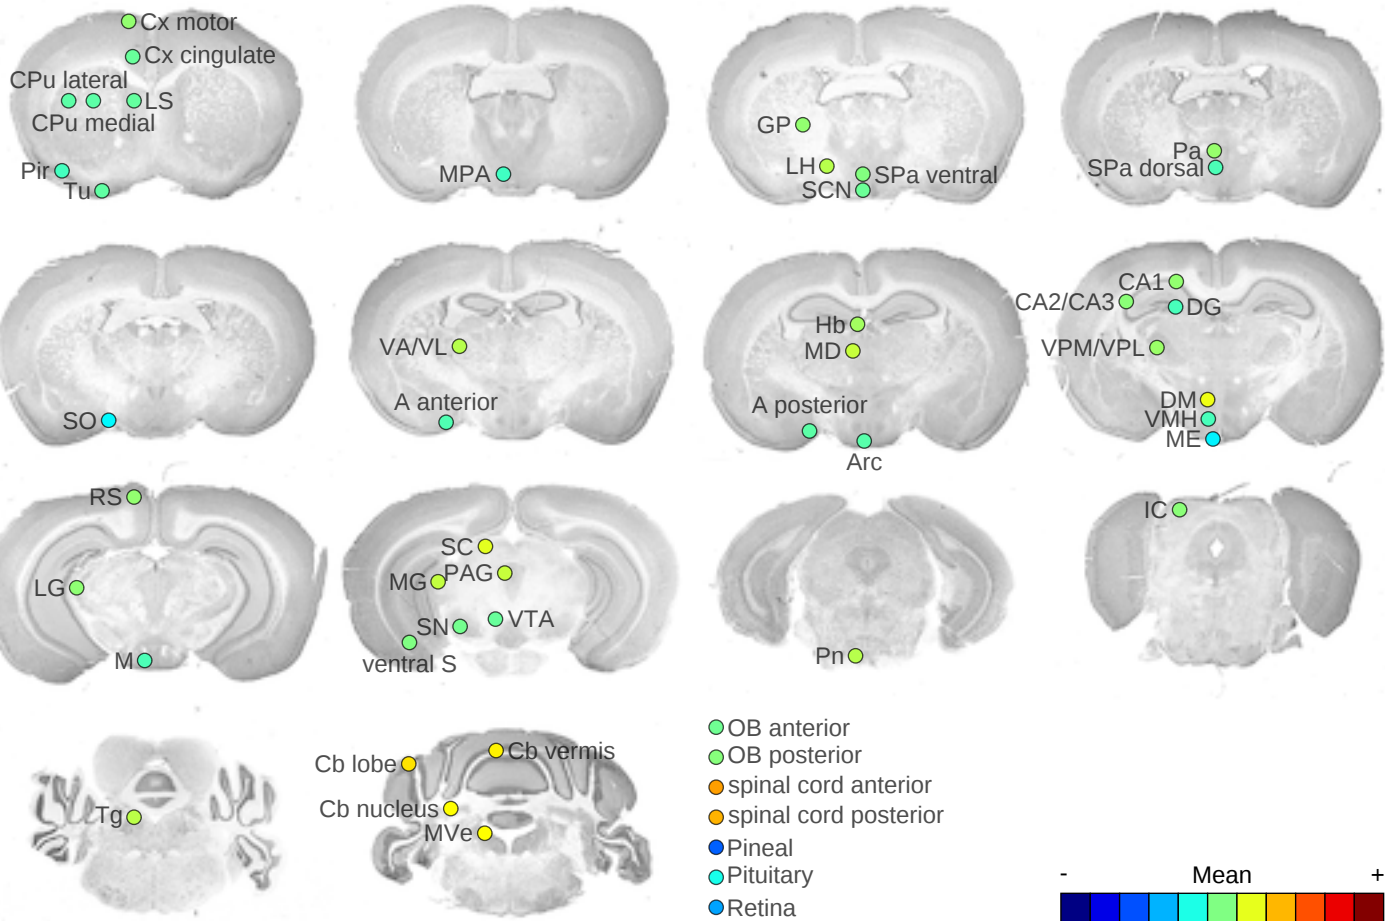 Cx motor
Cx cingulate
CPu lateral
LS
CPu medial
Pir
Tu
MPA
GP
LH
SPa ventral
SCN
Pa
SPa dorsal
SO
VA/VL
A anterior
Hb
MD
A posterior
Arc
CA1
CA2/CA3
DG
VPM/VPL
DM
VMH
ME
RS
LG
M
SC
MG
PAG
SN
VTA
ventral S
Pn
IC
Tg
Cb lobe
Cb vermis
Cb nucleus
MVe
OB anterior
OB posterior
spinal cord anterior
spinal cord posterior
Pineal
Pituitary
Retina
- Mean +